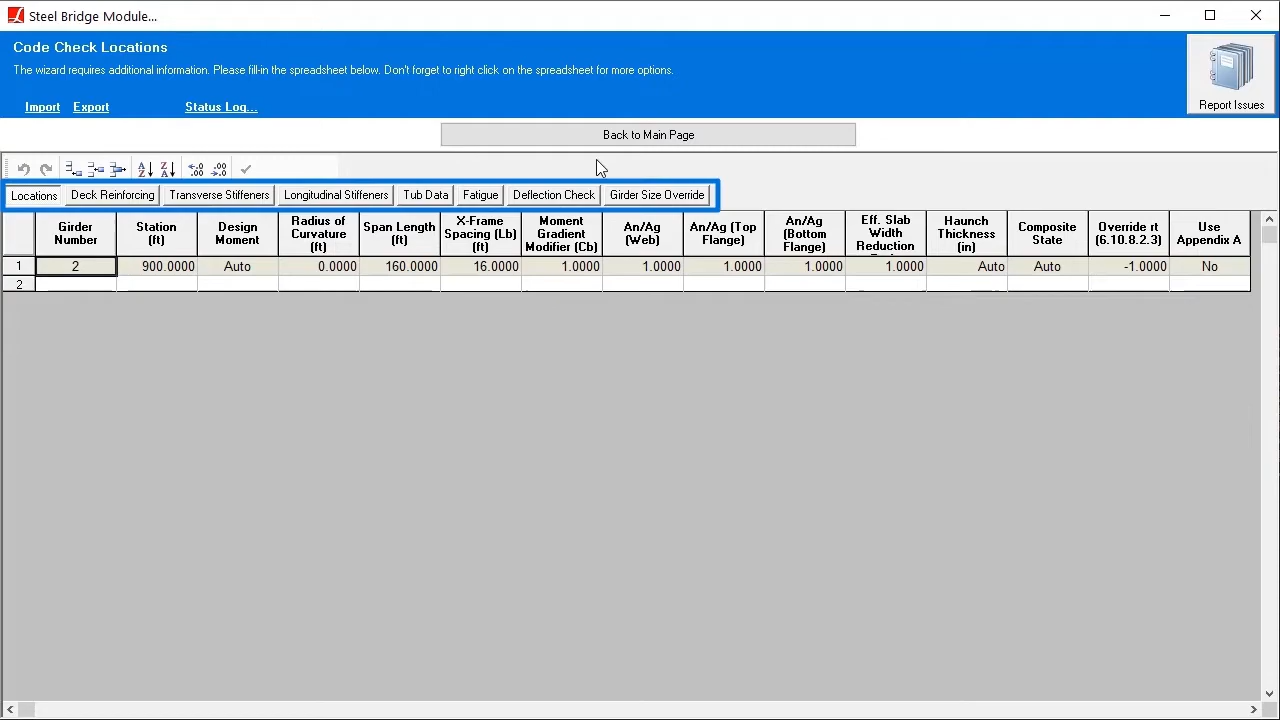 Steel Bridge Module...
Code Check Locations
The wizard requires additional information. Please fill-in the spreadsheet below. Don't forget to right click on the spreadsheet for more options.
Import Export Status Log...
Report Issues
Back to Main Page
Locations Deck Reinforcing Transverse Stiffeners Longitudinal Stiffeners Tub Data Fatigue Deflection Check Girder Size Override
Girder Number Station (ft) Design Moment Radius of Curvature (ft) Span Length (ft) X-Frame Spacing (Lb) (ft) Moment Gradient Modifier (Cb) An/Ag (Web) An/Ag (Top Flange) An/Ag (Bottom Flange) Eff. Slab Width Reduction Haunch Thickness (in) Composite State Override rt (6.10.8.2.3) Use Appendix A
1 2 900.0000 Auto 0.0000 160.0000 16.0000 1.0000 1.0000 1.0000 1.0000 1.0000 Auto Auto -1.0000 No
2